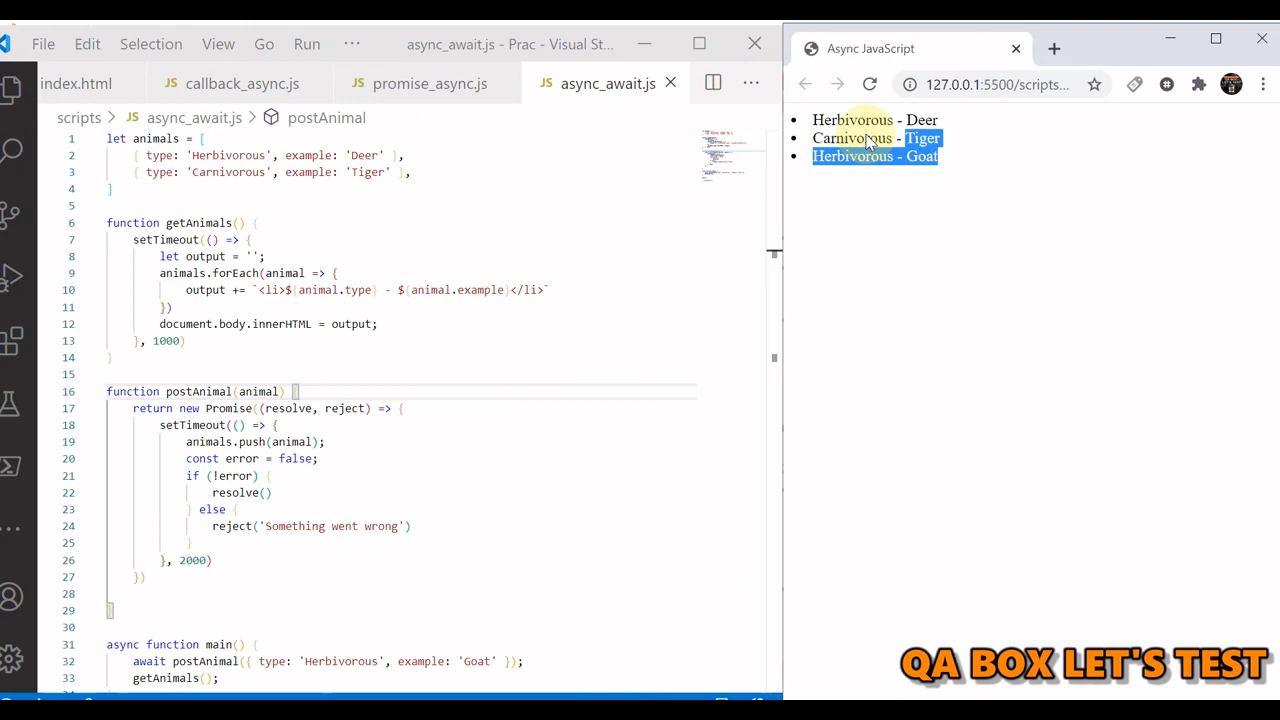 File Edit Selection View Go Run ··· async_await.js - Prac - Visual St...
index.html JS callback_async.js JS promise_async.js JS async_await.js
scripts > JS async_await.js > postAnimal
1 let animals = [
2 { type: 'Herbivorous', example: 'Deer' },
3 { type: 'Carnivorous', example: 'Tiger' },
4 ]
5
6 function getAnimals() {
7 setTimeout(() => {
8 let output = '';
9 animals.forEach(animal => {
10 output += `<li>${animal.type} - ${animal.example}</li>`
11 })
12 document.body.innerHTML = output;
13 }, 1000)
14 }
15
16 function postAnimal(animal) {
17 return new Promise((resolve, reject) => {
18 setTimeout(() => {
19 animals.push(animal);
20 const error = false;
21 if (!error) {
22 resolve()
23 } else {
24 reject('Something went wrong')
25 }
26 }, 2000)
27 })
28
29 }
30
31 async function main() {
32 await postAnimal({ type: 'Herbivorous', example: 'Goat' });
33 getAnimals();
Async JavaScript
127.0.0.1:5500/scripts...
• Herbivorous - Deer
• Carnivorous - Tiger
• Herbivorous - Goat
QA BOX LET'S TEST